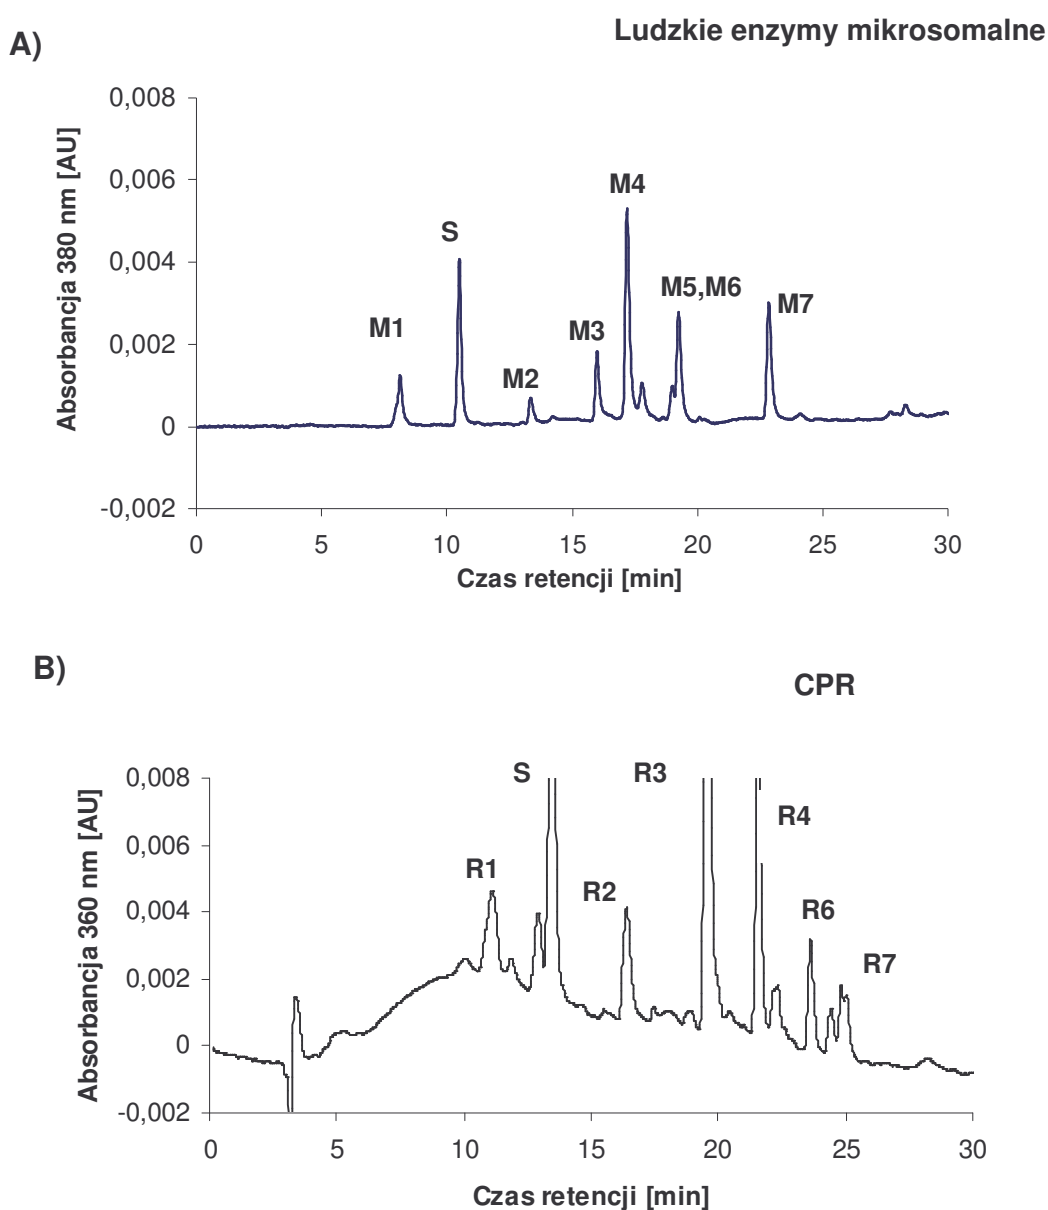 Ludzkie enzymy mikrosomalne
A)
0,008
0,006
0,004
0,002
0
-0,002
Absorbancja 380 nm [AU]
M1
S
M2
M3
M4
M5,M6
M7
0 5 10 15 20 25 30
Czas retencji [min]
B)
CPR
0,008
0,006
0,004
0,002
0
-0,002
Absorbancja 360 nm [AU]
R1
S
R2
R3
R4
R6
R7
0 5 10 15 20 25 30
Czas retencji [min]